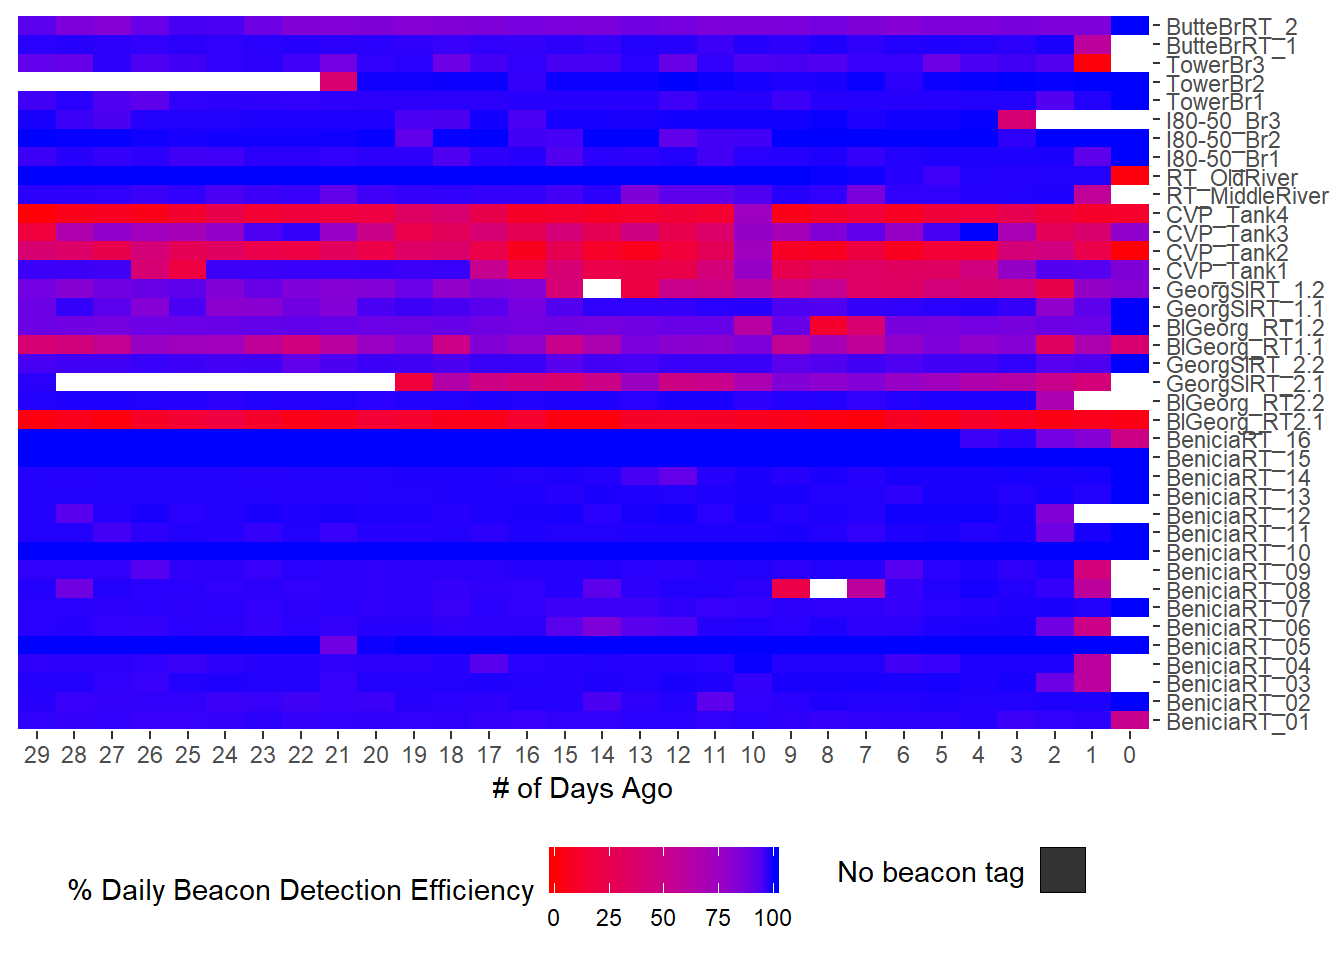 ButteBrRT_2
ButteBrRT_1
TowerBr3
TowerBr2
TowerBr1
I80-50_Br3
I80-50_Br2
I80-50_Br1
RT_OldRiver
RT_MiddleRiver
CVP_Tank4
CVP_Tank3
CVP_Tank2
CVP_Tank1
GeorgSlRT_1.2
GeorgSlRT_1.1
BlGeorg_RT1.2
BlGeorg_RT1.1
GeorgSlRT_2.2
GeorgSlRT_2.1
BlGeorg_RT2.2
BlGeorg_RT2.1
BeniciaRT_16
BeniciaRT_15
BeniciaRT_14
BeniciaRT_13
BeniciaRT_12
BeniciaRT_11
BeniciaRT_10
BeniciaRT_09
BeniciaRT_08
BeniciaRT_07
BeniciaRT_06
BeniciaRT_05
BeniciaRT_04
BeniciaRT_03
BeniciaRT_02
BeniciaRT_01
29 28 27 26 25 24 23 22 21 20 19 18 17 16 15 14 13 12 11 10 9 8 7 6 5 4 3 2 1 0
# of Days Ago
% Daily Beacon Detection Efficiency
0 25 50 75 100
No beacon tag